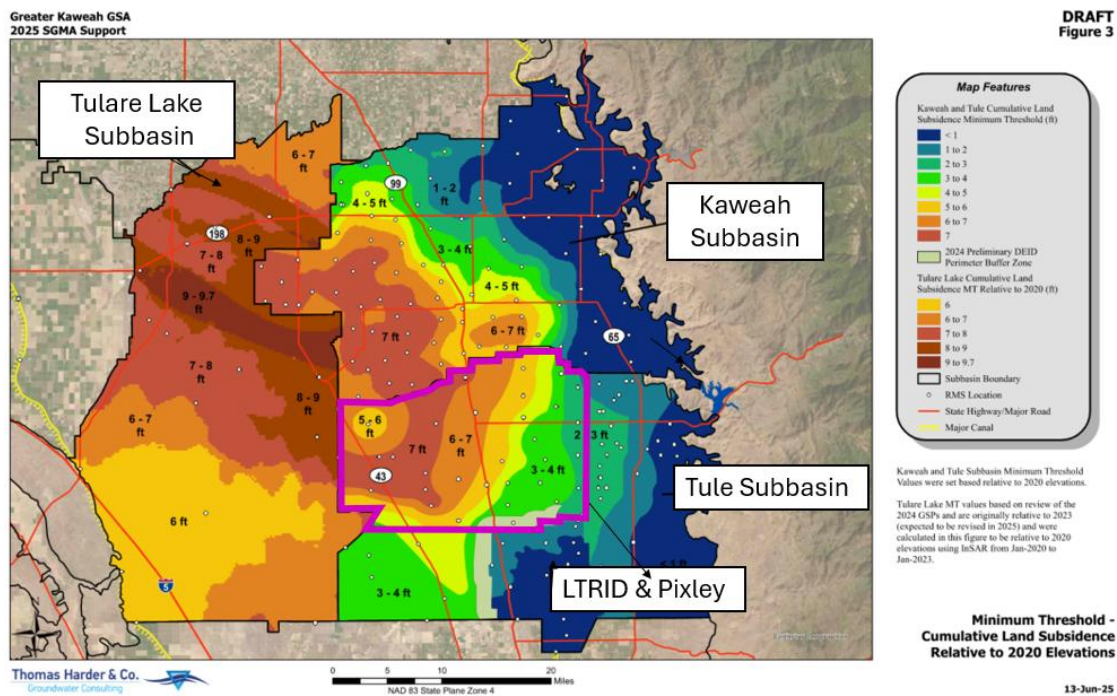 Greater Kaweah GSA
2025 SGMA Support
DRAFT
Figure 3
Tulare Lake
Subbasin
6 - 7
ft
99
1 - 2
ft
4 - 5 ft
Kaweah
Subbasin
198
8 - 9
ft
7 - 8
ft
3 - 4 ft
9 - 9.7
ft
4 - 5 ft
7 ft
6 - 7 ft
65
7 - 8
ft
8 - 9
ft
6 - 7
ft
5 - 6
ft
7 ft
6 - 7
ft
2
3 ft
3 - 4
ft
43
Tule Subbasin
6 ft
LTRID & Pixley
3 - 4 ft
5
Map Features
Kaweah and Tule Cumulative Land
Subsidence Minimum Threshold (ft)
< 1
1 to 2
2 to 3
3 to 4
4 to 5
5 to 6
6 to 7
7
2024 Preliminary DEID
Perimeter Buffer Zone
Tulare Lake Cumulative Land
Subsidence MT Relative to 2020 (ft)
6
6 to 7
7 to 8
8 to 9
9 to 9.7
Subbasin Boundary
RMS Location
State Highway/Major Road
Major Canal
Kaweah and Tule Subbasin Minimum Threshold
Values were set based relative to 2020 elevations.
Tulare Lake MT values based on review of the
2024 GSPs and are originally relative to 2023
(expected to be revised in 2025) and were
calculated in this figure to be relative to 2020
elevations using InSAR from Jan-2020 to
Jan-2023.
Minimum Threshold -
Cumulative Land Subsidence
Relative to 2020 Elevations
Thomas Harder & Co.
Groundwater Consulting
0 5 10 20
Miles
NAD 83 State Plane Zone 4
13-Jun-25